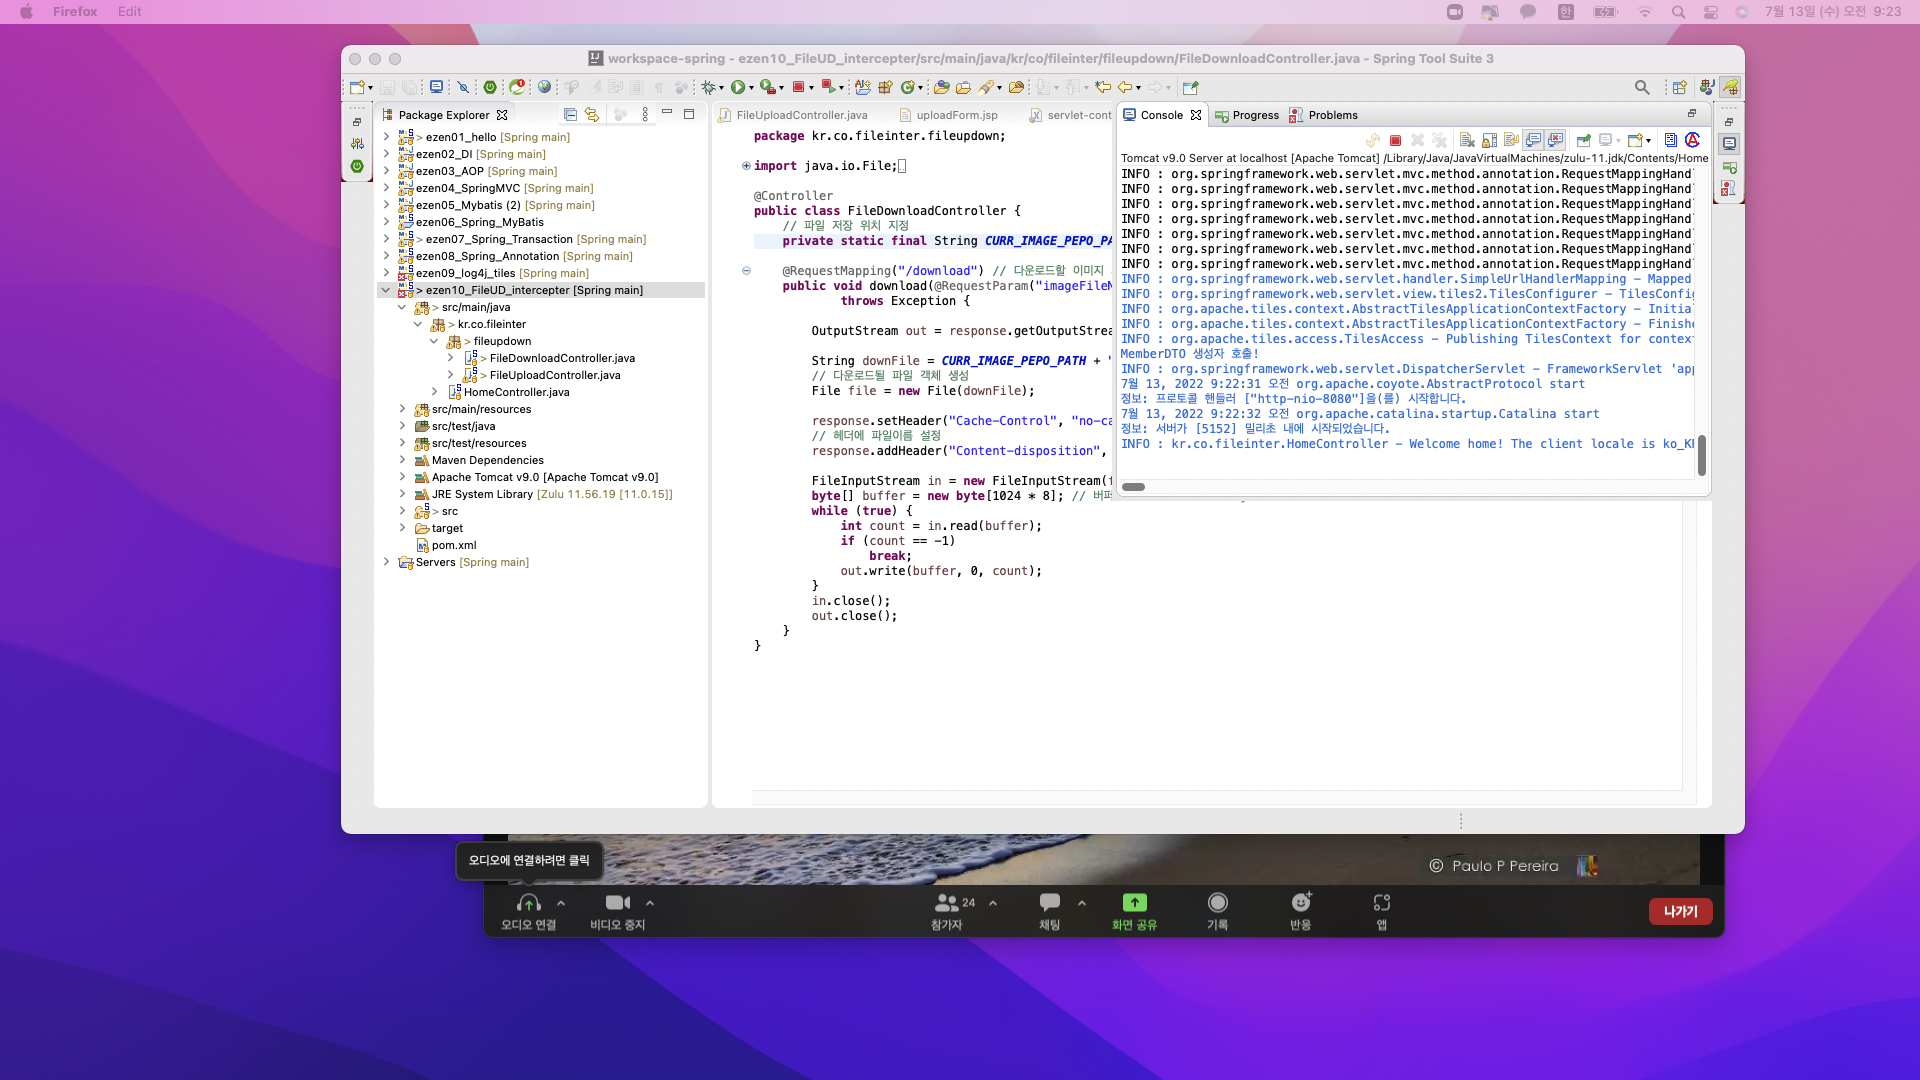 Firefox Edit
7월 13일 (수) 오전 9:23
workspace-spring - ezen10_FileUD_intercepter/src/main/java/kr/co/fileinter/fileupdown/FileDownloadController.java - Spring Tool Suite 3
Package Explorer
> ezen01_hello [Spring main]
ezen02_DI [Spring main]
ezen03_AOP [Spring main]
ezen04_SpringMVC [Spring main]
ezen05_Mybatis (2) [Spring main]
ezen06_Spring_MyBatis
> ezen07_Spring_Transaction [Spring main]
ezen08_Spring_Annotation [Spring main]
ezen09_log4j_tiles [Spring main]
> ezen10_FileUD_intercepter [Spring main]
> src/main/java
> kr.co.fileinter
> fileupdown
> FileDownloadController.java
> FileUploadController.java
HomeController.java
src/main/resources
src/test/java
src/test/resources
Maven Dependencies
Apache Tomcat v9.0 [Apache Tomcat v9.0]
JRE System Library [Zulu 11.56.19 [11.0.15]]
> src
target
pom.xml
Servers [Spring main]
FileUploadController.java uploadForm.jsp servlet-cont
package kr.co.fileinter.fileupdown;
import java.io.File;
@Controller
public class FileDownloadController {
// 파일 저장 위치 지정
private static final String CURR_IMAGE_PEPO_PA
@RequestMapping("/download") // 다운로드할 이미지
public void download(@RequestParam("imageFileN
throws Exception {
OutputStream out = response.getOutputStrea
String downFile = CURR_IMAGE_PEPO_PATH + "
// 다운로드될 파일 객체 생성
File file = new File(downFile);
response.setHeader("Cache-Control", "no-ca
// 헤더에 파일이름 설정
response.addHeader("Content-disposition",
FileInputStream in = new FileInputStream(f
byte[] buffer = new byte[1024 * 8]; // 버퍼
while (true) {
int count = in.read(buffer);
if (count == -1)
break;
out.write(buffer, 0, count);
}
in.close();
out.close();
}
}
Console Progress Problems
Tomcat v9.0 Server at localhost [Apache Tomcat] /Library/Java/JavaVirtualMachines/zulu-11.jdk/Contents/Home
INFO : org.springframework.web.servlet.mvc.method.annotation.RequestMappingHandl
INFO : org.springframework.web.servlet.mvc.method.annotation.RequestMappingHandl
INFO : org.springframework.web.servlet.mvc.method.annotation.RequestMappingHandl
INFO : org.springframework.web.servlet.mvc.method.annotation.RequestMappingHandl
INFO : org.springframework.web.servlet.mvc.method.annotation.RequestMappingHandl
INFO : org.springframework.web.servlet.mvc.method.annotation.RequestMappingHandl
INFO : org.springframework.web.servlet.mvc.method.annotation.RequestMappingHandl
INFO : org.springframework.web.servlet.handler.SimpleUrlHandlerMapping - Mapped
INFO : org.springframework.web.servlet.view.tiles2.TilesConfigurer - TilesConfig
INFO : org.apache.tiles.context.AbstractTilesApplicationContextFactory - Initial
INFO : org.apache.tiles.context.AbstractTilesApplicationContextFactory - Finishe
INFO : org.apache.tiles.access.TilesAccess - Publishing TilesContext for context
MemberDTO 생성자 호출!
INFO : org.springframework.web.servlet.DispatcherServlet - FrameworkServlet 'app
7월 13, 2022 9:22:31 오전 org.apache.coyote.AbstractProtocol start
정보: 프로토콜 핸들러 ["http-nio-8080"]을(를) 시작합니다.
7월 13, 2022 9:22:32 오전 org.apache.catalina.startup.Catalina start
정보: 서버가 [5152] 밀리초 내에 시작되었습니다.
INFO : kr.co.fileinter.HomeController - Welcome home! The client locale is ko_KR
오디오에 연결하려면 클릭
© Paulo P Pereira
오디오 연결
비디오 중지
24
참가자
채팅
화면 공유
기록
반응
앱
나가기